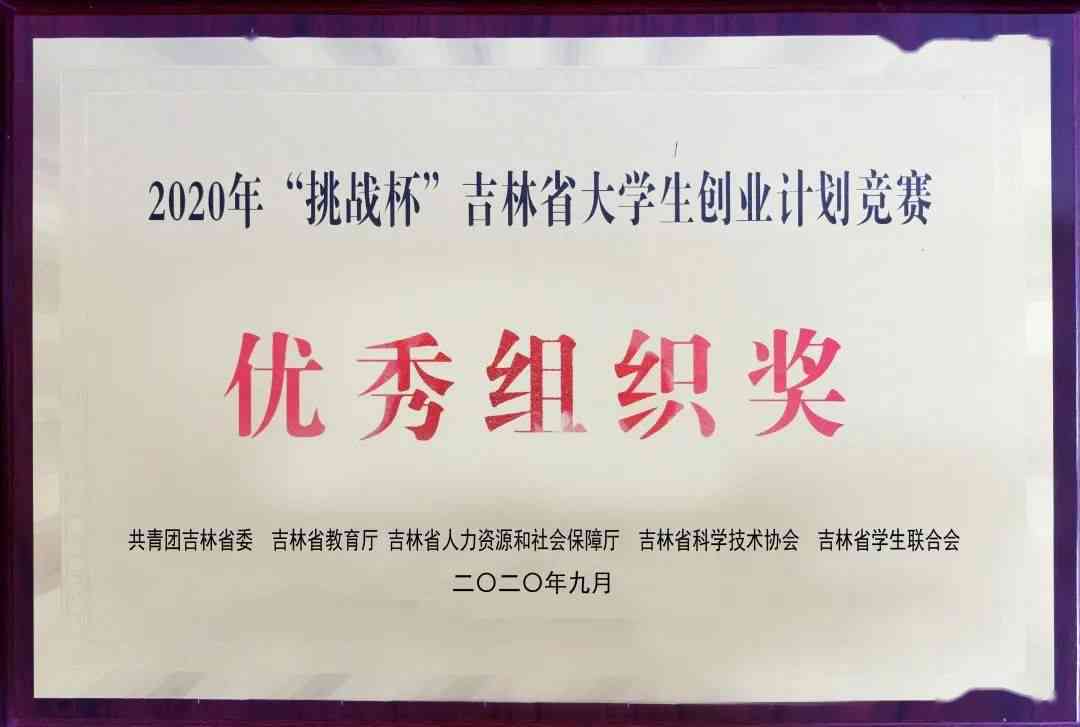 2020年“挑战杯”吉林省大学生创业计划竞赛
优秀组织奖
共青团吉林省委 吉林省教育厅 吉林省人力资源和社会保障厅 吉林省科学技术协会 吉林省学生联合会
二〇二〇年九月